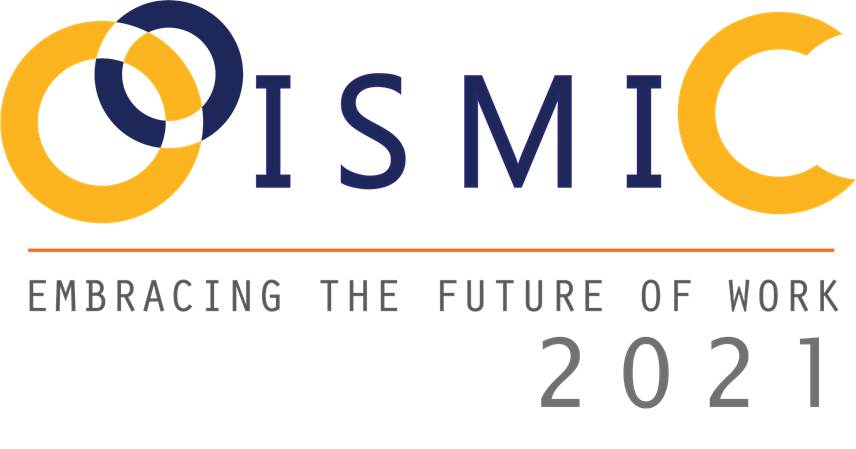 ISMIC
EMBRACING THE FUTURE OF WORK
2021